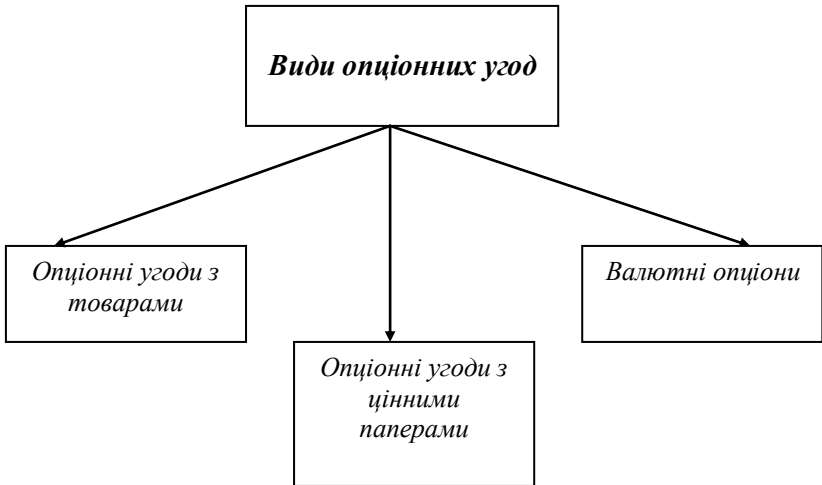 Види опціонних угод
Опціонні угоди з
товарами
Валютні опціони
Опціонні угоди з
цінними
паперами